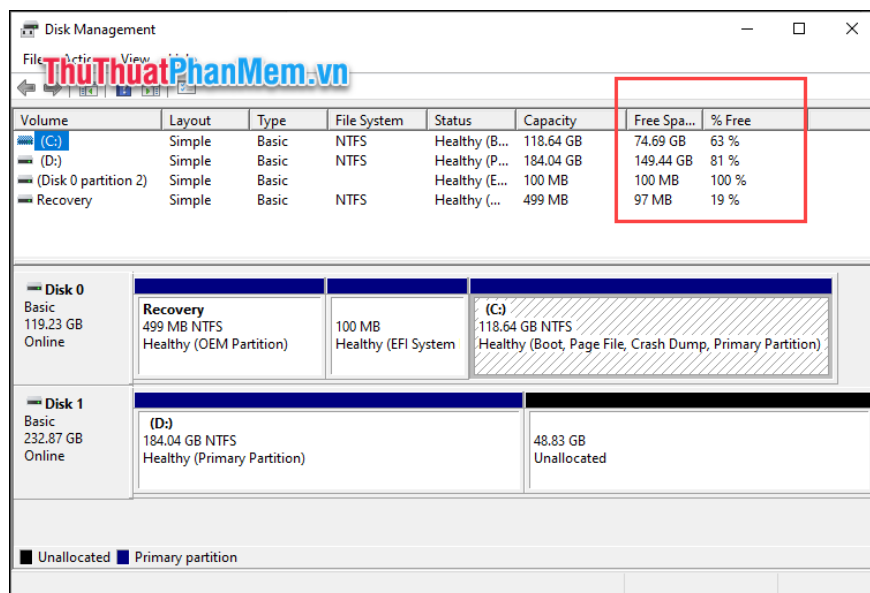 Disk Management
File Action View
ThuThuatPhanMem.vn
Volume Layout Type File System Status Capacity Free Spa... % Free
(C:) Simple Basic NTFS Healthy (B... 118.64 GB 74.69 GB 63 %
(D:) Simple Basic NTFS Healthy (P... 184.04 GB 149.44 GB 81 %
(Disk 0 partition 2) Simple Basic Healthy (E... 100 MB 100 MB 100 %
Recovery Simple Basic NTFS Healthy (... 499 MB 97 MB 19 %
Disk 0
Basic
119.23 GB
Online
Recovery
499 MB NTFS
Healthy (OEM Partition)
100 MB
Healthy (EFI System
(C:)
118.64 GB NTFS
Healthy (Boot, Page File, Crash Dump, Primary Partition)
Disk 1
Basic
232.87 GB
Online
(D:)
184.04 GB NTFS
Healthy (Primary Partition)
48.83 GB
Unallocated
Unallocated Primary partition